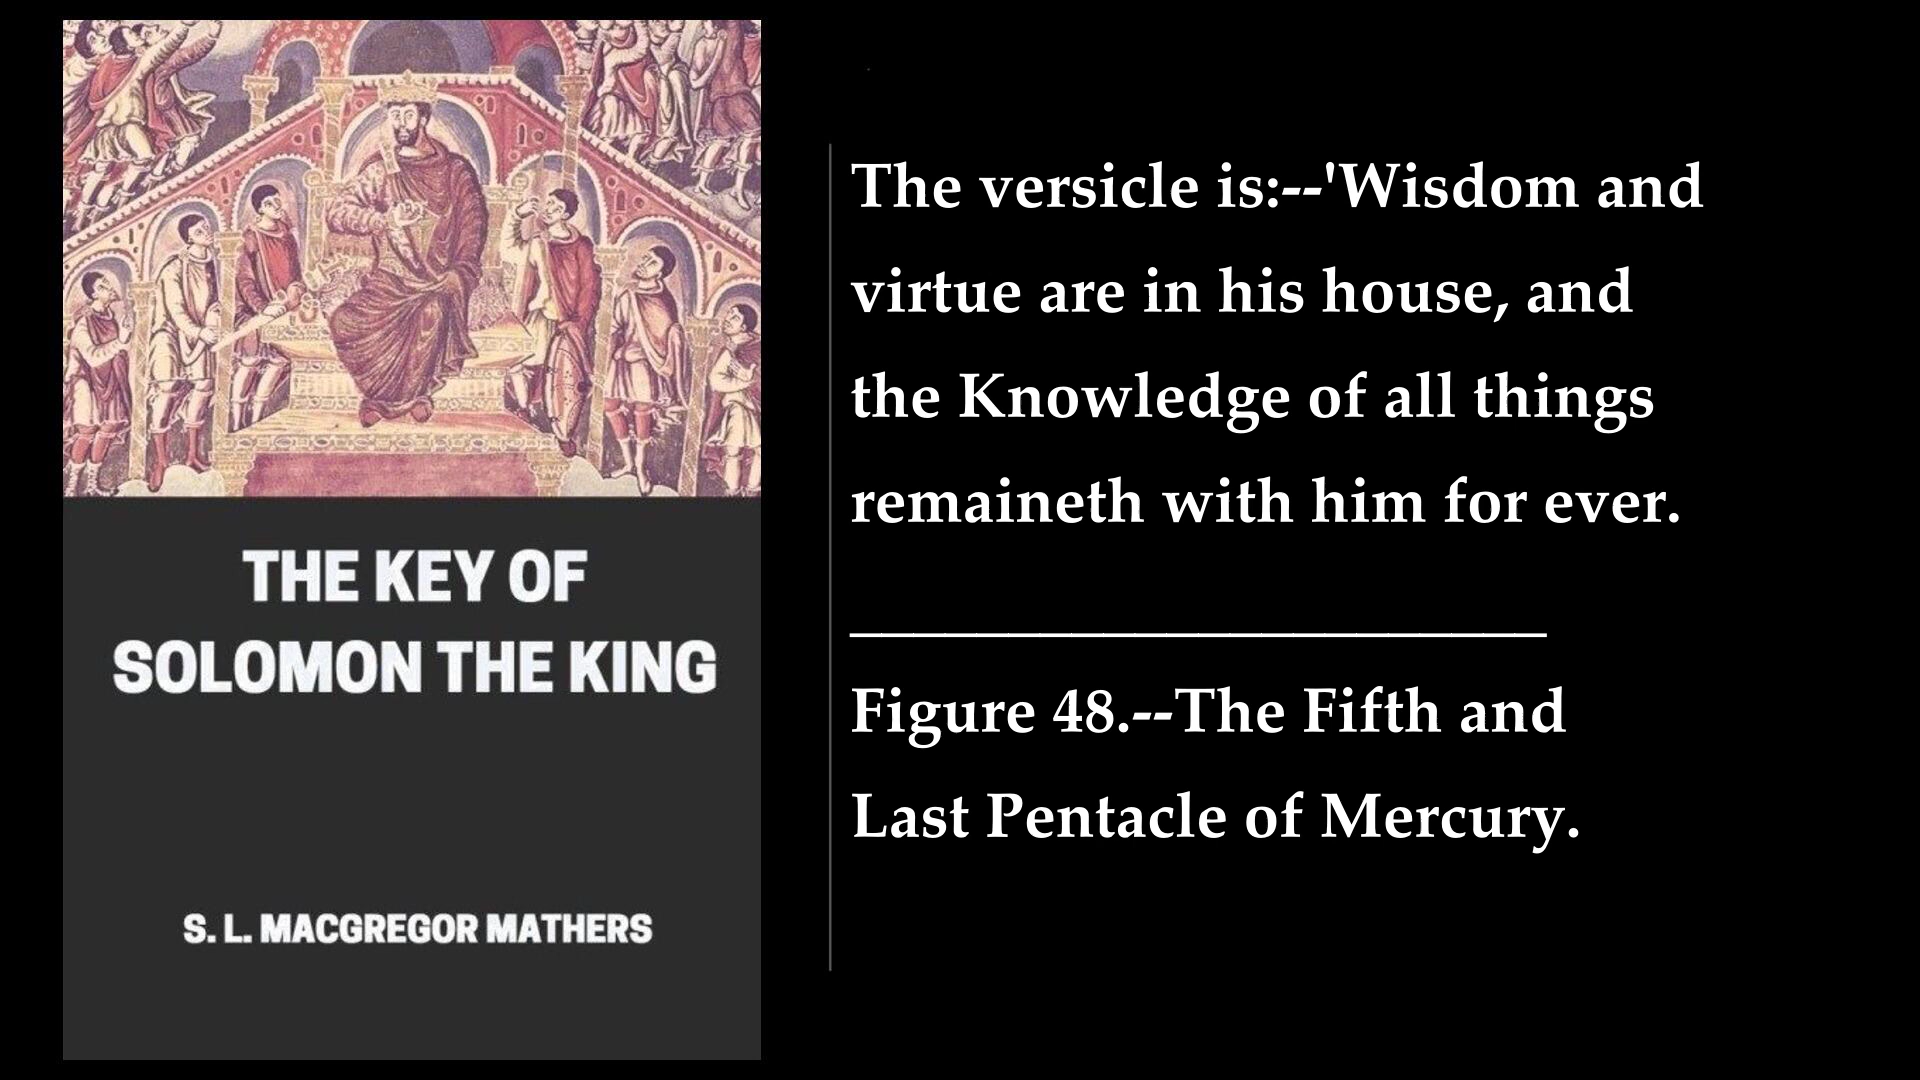 THE KEY OF
SOLOMON THE KING
S. L. MACGREGOR MATHERS
The versicle is:--'Wisdom and
virtue are in his house, and
the Knowledge of all things
remaineth with him for ever.
Figure 48.--The Fifth and
Last Pentacle of Mercury.